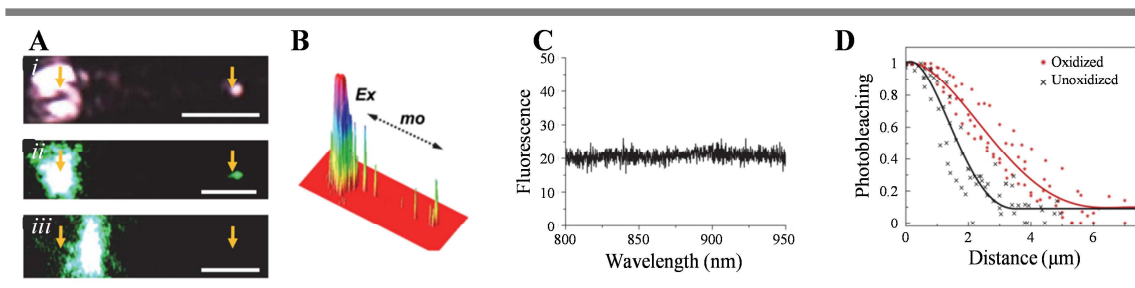 A
B
C
D
i
ii
iii
Ex
mo
50
40
30
20
10
0
800
850
900
950
Fluorescence
Wavelength (nm)
1
0.8
0.6
0.4
0.2
0
0
2
4
6
Photobleaching
Distance (μm)
Oxidized
Unoxidized